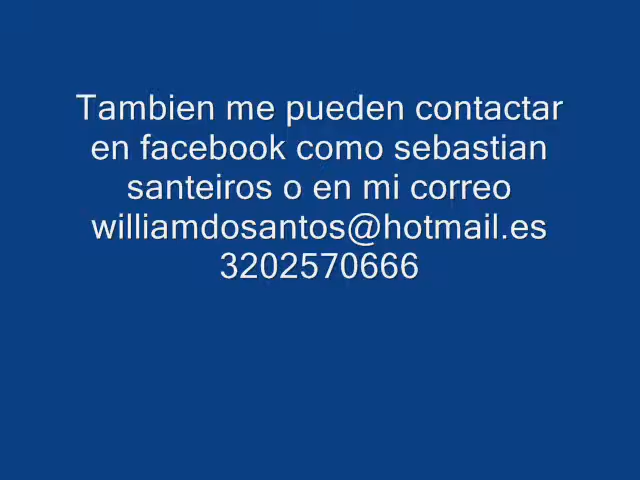 Tambien me pueden contactar
en facebook como sebastian
santeiros o en mi correo
williamdosantos@hotmail.es
3202570666